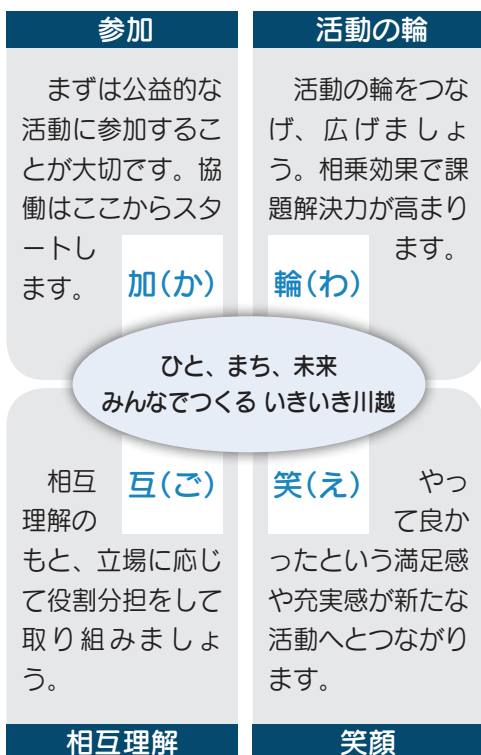 参加
まずは公益的な
活動に参加するこ
とが大切です。協
働はここからスタ
ートし
ます。
加(か)
活動の輪
活動の輪をつな
げ、広げましょ
う。相乗効果で課
題解決力が高まり
ます。
輪(わ)
ひと、まち、未来
みんなでつくる いきいき川越
互(ご)
相互
理解の
もと、立場に応じ
て役割分担をして
取り組みましょ
う。
相互理解
笑(え)
やっ
て良か
ったという満足感
や充実感が新たな
活動へとつながり
ます。
笑顔